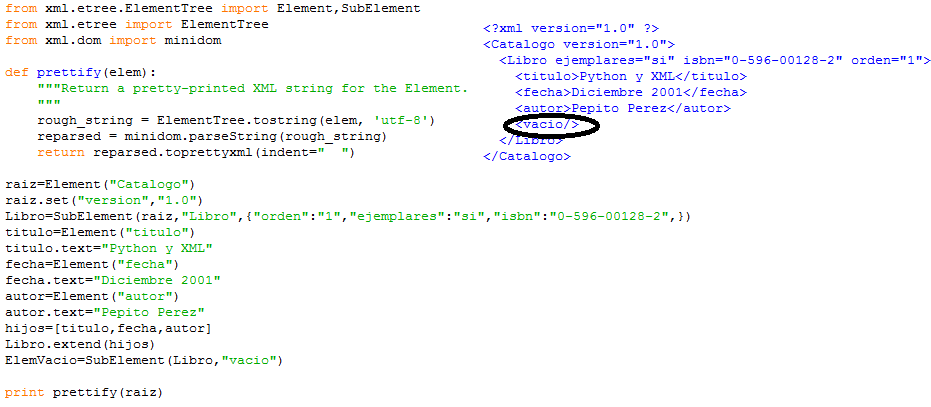 from xml.etree.ElementTree import Element,SubElement
from xml.etree import ElementTree
from xml.dom import minidom
def prettify(elem):
    """Return a pretty-printed XML string for the Element.
    """
    rough_string = ElementTree.tostring(elem, 'utf-8')
    reparsed = minidom.parseString(rough_string)
    return reparsed.toprettyxml(indent="  ")
raiz=Element("Catalogo")
raiz.set("version","1.0")
Libro=SubElement(raiz,"Libro",{"orden":"1","ejemplares":"si","isbn":"0-596-00128-2",})
titulo=Element("titulo")
titulo.text="Python y XML"
fecha=Element("fecha")
fecha.text="Diciembre 2001"
autor=Element("autor")
autor.text="Pepito Perez"
hijos=[titulo,fecha,autor]
Libro.extend(hijos)
ElemVacio=SubElement(Libro,"vacio")
print prettify(raiz)
<?xml version="1.0" ?>
<Catalogo version="1.0">
  <Libro ejemplares="si" isbn="0-596-00128-2" orden="1">
    <titulo>Python y XML</titulo>
    <fecha>Diciembre 2001</fecha>
    <autor>Pepito Perez</autor>
    <vacio/>
  </Libro>
</Catalogo>